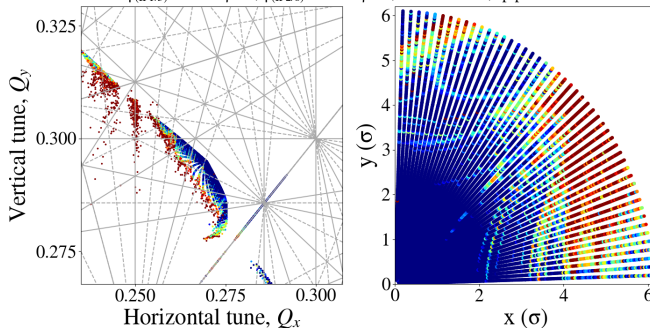 0.329
0.300
0.275
Vertical tune, Q_y
0.250 0.275 0.300
Horizontal tune, Q_x
6
5
4
3
2
1
0
y (σ)
0 2 4 6
x (σ)